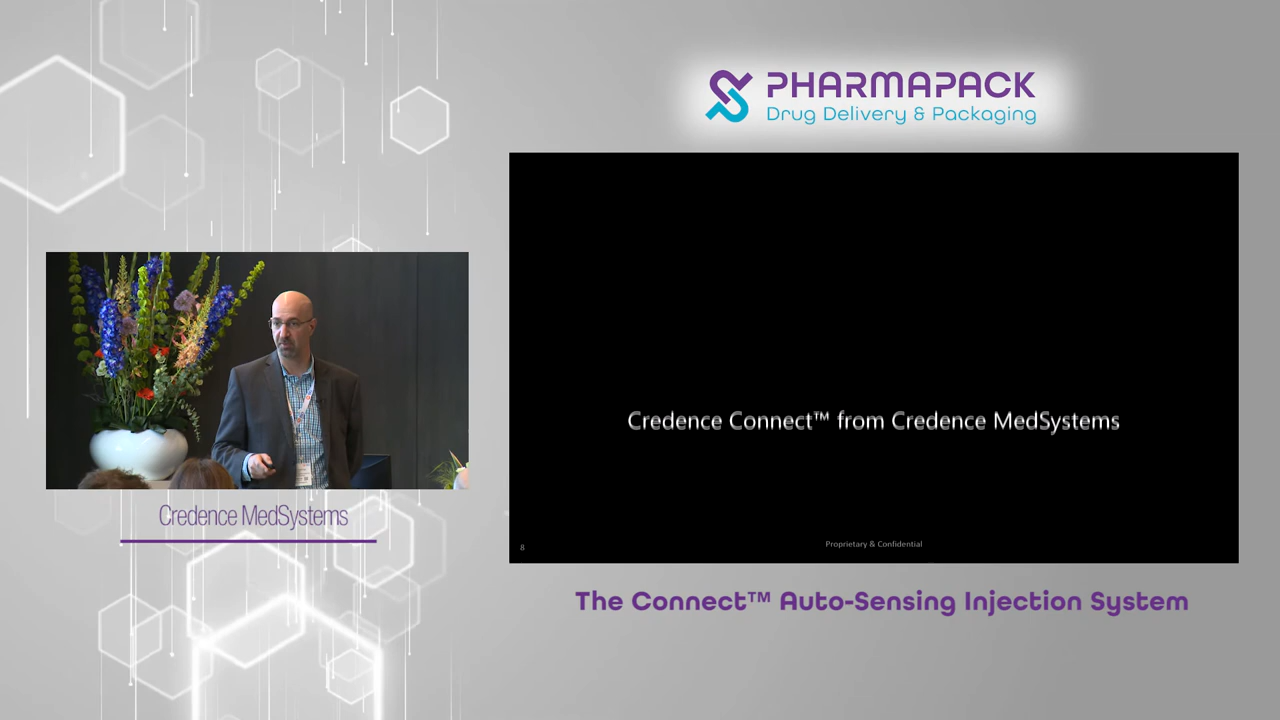 PHARMAPACK
Drug Delivery & Packaging
Credence Connect™ from Credence MedSystems
8
Proprietary & Confidential
Credence MedSystems
The Connect™ Auto-Sensing Injection System